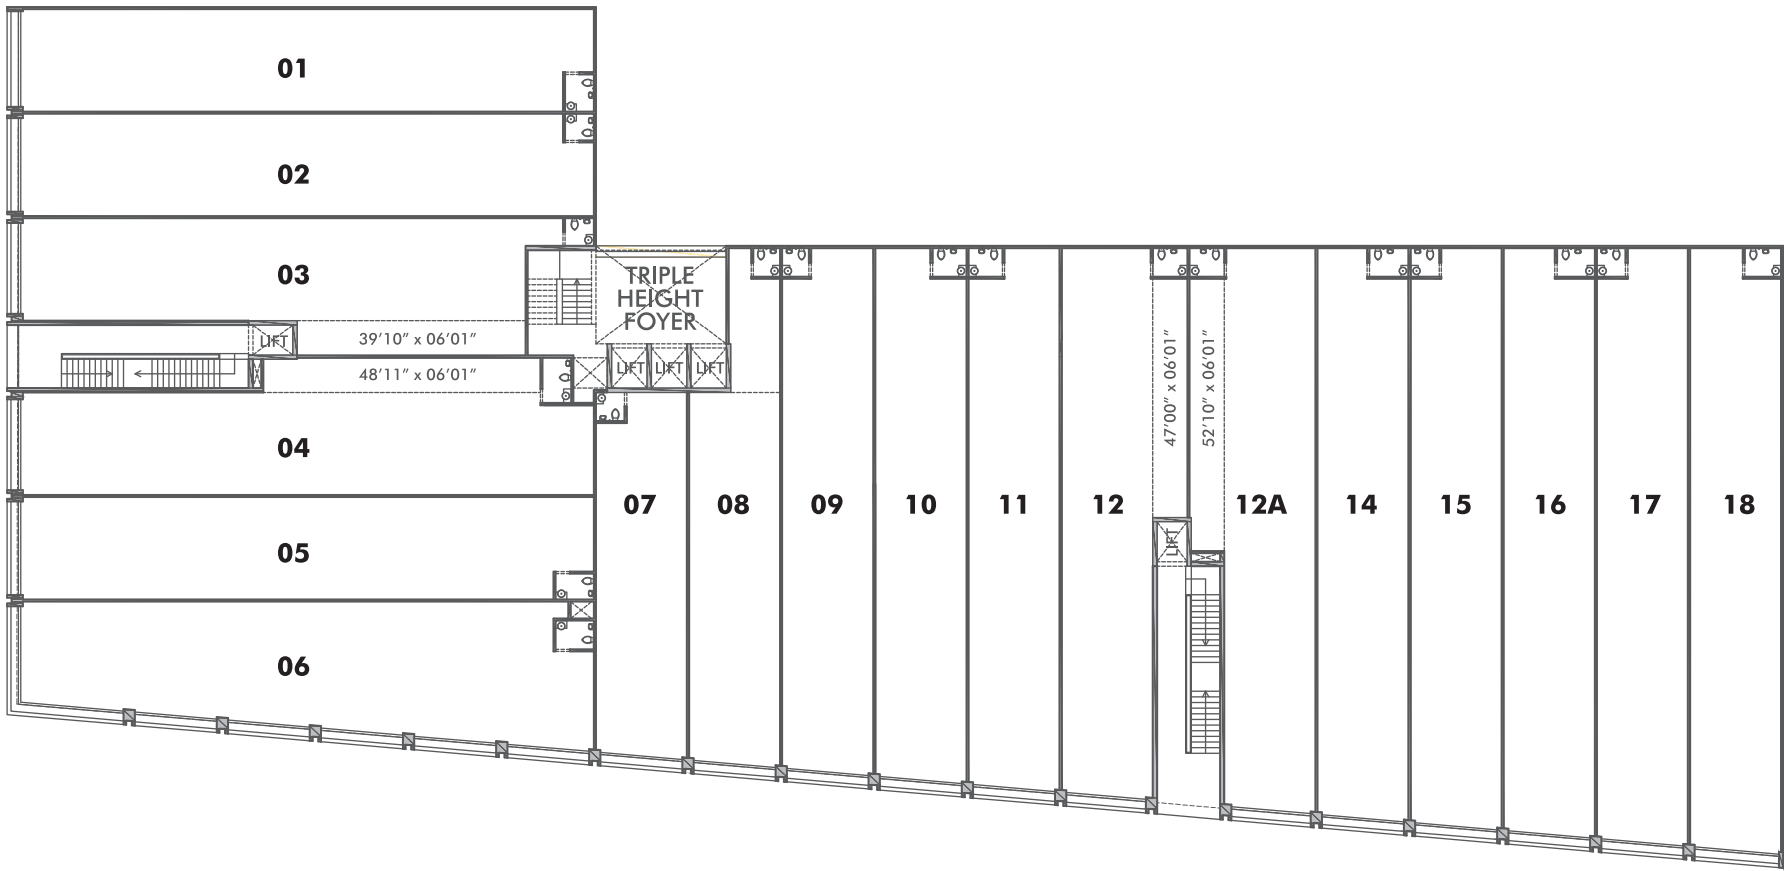 01
02
03
TRIPLE
HEIGHT
FOYER
LIFT
39'10" x 06'01"
48'11" x 06'01"
LIFT
LIFT
LIFT
04
05
06
07
08
09
10
11
12
47'00" x 06'01"
52'10" x 06'01"
LIFT
12A
14
15
16
17
18